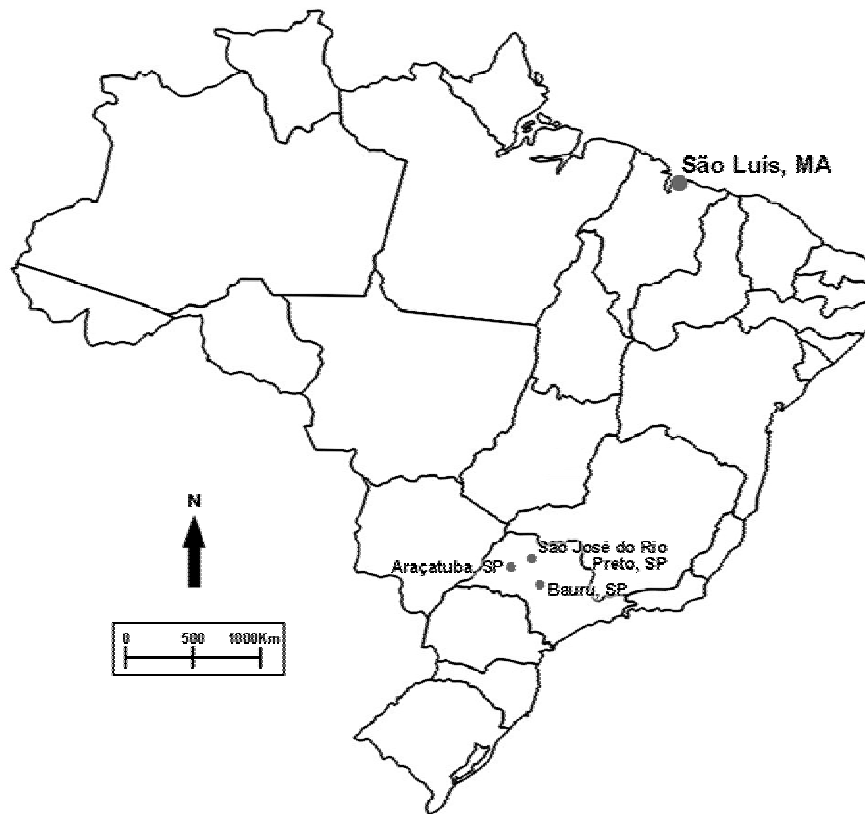 São Luís, MA
N
São José do Rio
Preto, SP
Araçatuba, SP
Bauru, SP
0 500 1000Km